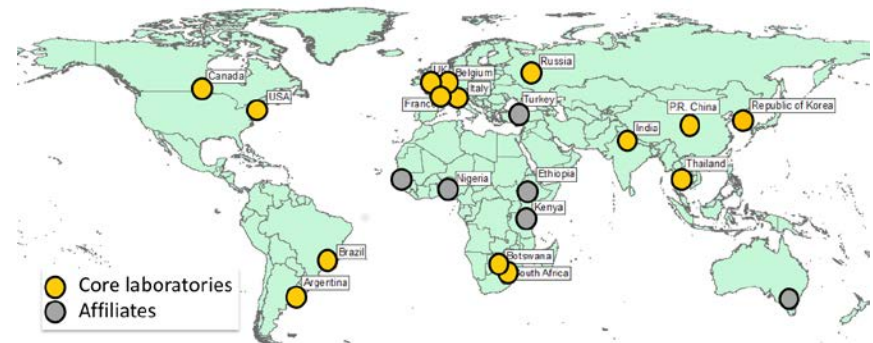 Canada
USA
UK
Belgium
Italy
France
Russia
Turkey
P.R. China
Republic of Korea
India
Thailand
Nigeria
Ethiopia
Kenya
Brazil
Argentina
Botswana
South Africa
Core laboratories
Affiliates